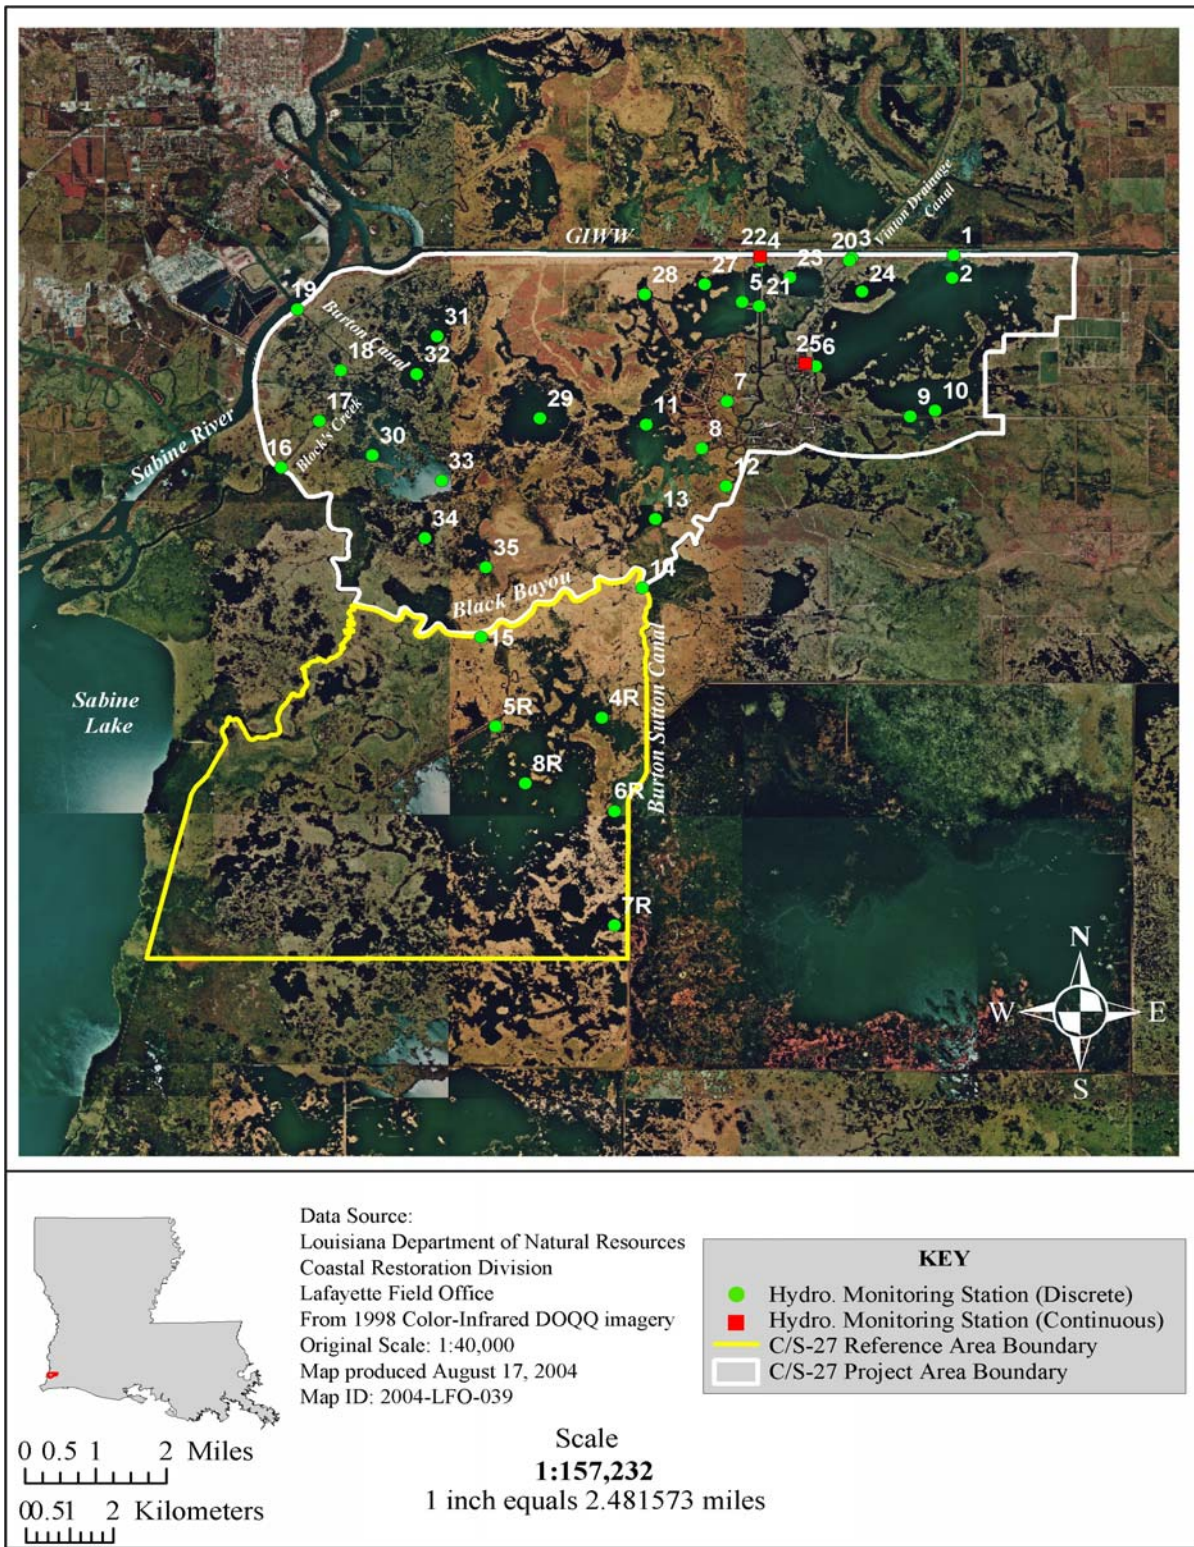 Vinton Drainage
Canal
GIWW
22 4
20 3
1
23
2
27
28
24
5
21
19
31
Burton Canal
18
32
25 6
7
29
11
9
10
17
8
Sabine River
Black's Creek
16
30
33
12
13
34
35
14
Black Bayou
15
Burton Sutton Canal
Sabine
Lake
5R
4R
8R
6R
7R
N
W E
S
Data Source:
Louisiana Department of Natural Resources
Coastal Restoration Division
Lafayette Field Office
From 1998 Color-Infrared DOQQ imagery
Original Scale: 1:40,000
Map produced August 17, 2004
Map ID: 2004-LFO-039
KEY
Hydro. Monitoring Station (Discrete)
Hydro. Monitoring Station (Continuous)
C/S-27 Reference Area Boundary
C/S-27 Project Area Boundary
0 0.5 1 2 Miles
00.51 2 Kilometers
Scale
1:157,232
1 inch equals 2.481573 miles